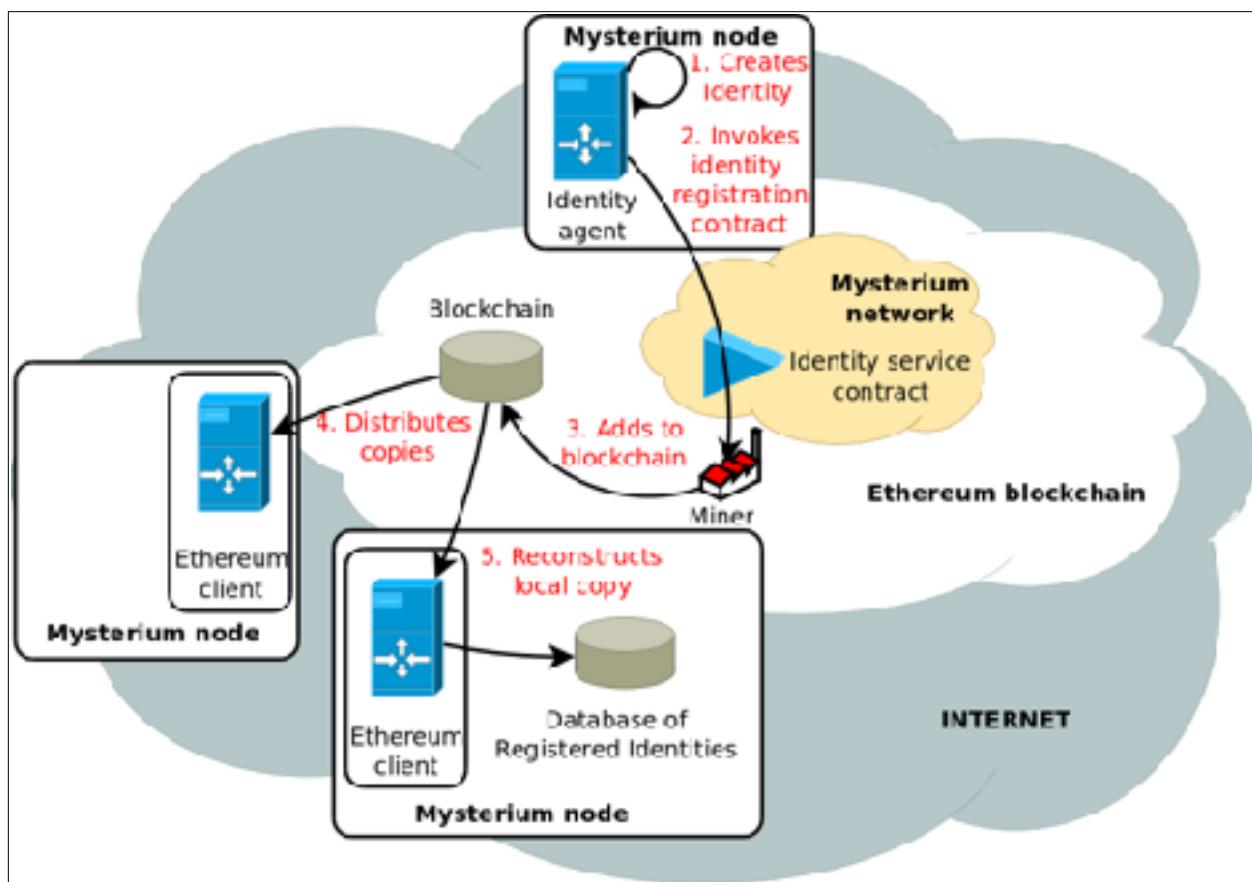 Mysterium node
1. Creates
identity
2. Invokes
identity
registration
contract
Identity
agent
Mysterium
network
Identity service
contract
Blockchain
4. Distributes
copies
3. Adds to
blockchain
Miner
Ethereum blockchain
Ethereum
client
Mysterium node
5. Reconstructs
local copy
Ethereum
client
Database of
Registered Identities
Mysterium node
INTERNET